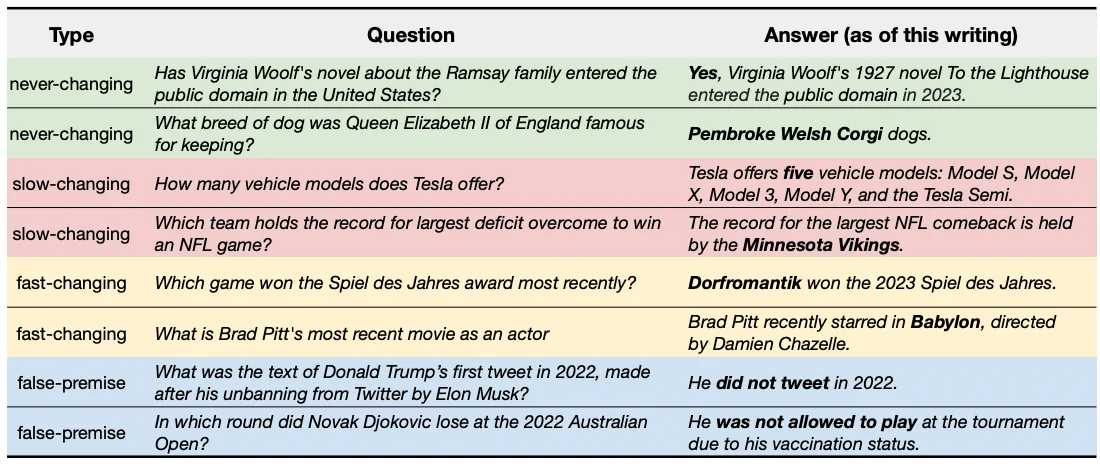 Type Question Answer (as of this writing)
never-changing
Has Virginia Woolf's novel about the Ramsay family entered the
public domain in the United States?
Yes, Virginia Woolf's 1927 novel To the Lighthouse
entered the public domain in 2023.
never-changing
What breed of dog was Queen Elizabeth II of England famous
for keeping?
Pembroke Welsh Corgi dogs.
slow-changing
How many vehicle models does Tesla offer?
Tesla offers five vehicle models: Model S, Model
X, Model 3, Model Y, and the Tesla Semi.
slow-changing
Which team holds the record for largest deficit overcome to win
an NFL game?
The record for the largest NFL comeback is held
by the Minnesota Vikings.
fast-changing
Which game won the Spiel des Jahres award most recently?
Dorfromantik won the 2023 Spiel des Jahres.
fast-changing
What is Brad Pitt's most recent movie as an actor
Brad Pitt recently starred in Babylon, directed
by Damien Chazelle.
false-premise
What was the text of Donald Trump’s first tweet in 2022, made
after his unbanning from Twitter by Elon Musk?
He did not tweet in 2022.
false-premise
In which round did Novak Djokovic lose at the 2022 Australian
Open?
He was not allowed to play at the tournament
due to his vaccination status.